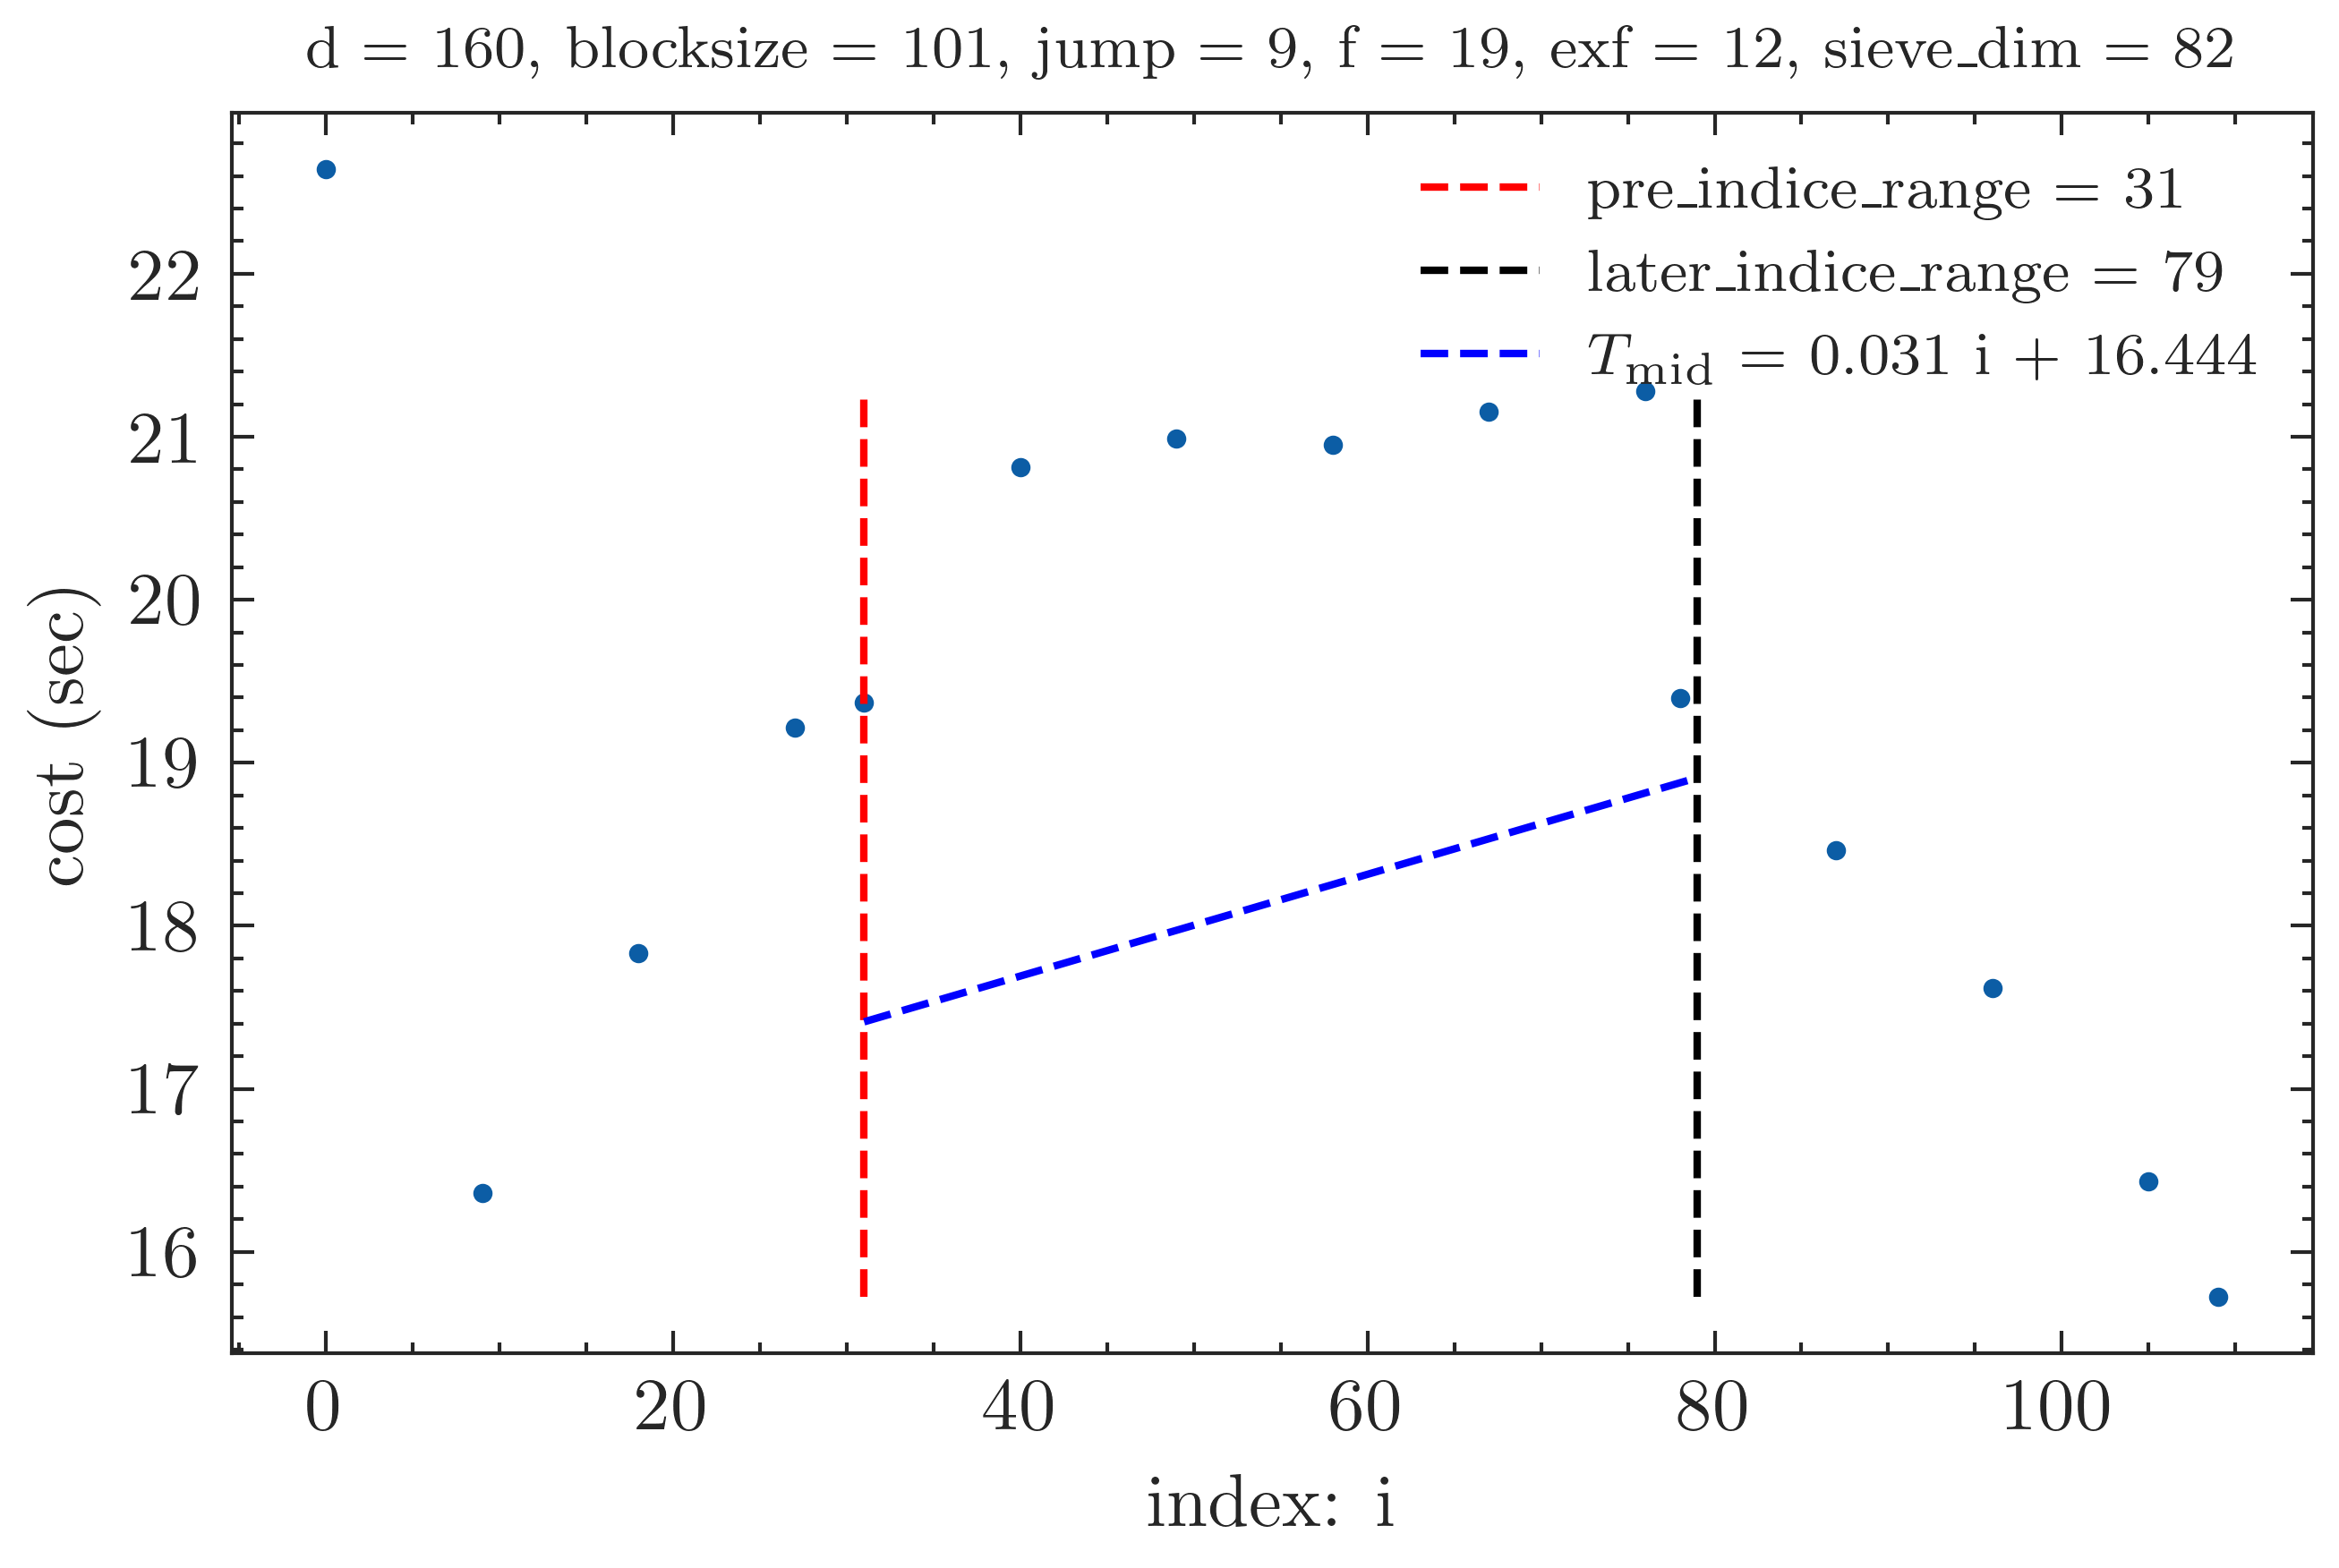 d = 160, blocksize = 101, jump = 9, f = 19, exf = 12, sieve_dim = 82
pre_indice_range = 31
later_indice_range = 79
T_mid = 0.031 i + 16.444
22
21
20
19
18
17
16
cost (sec)
0 20 40 60 80 100
index: i